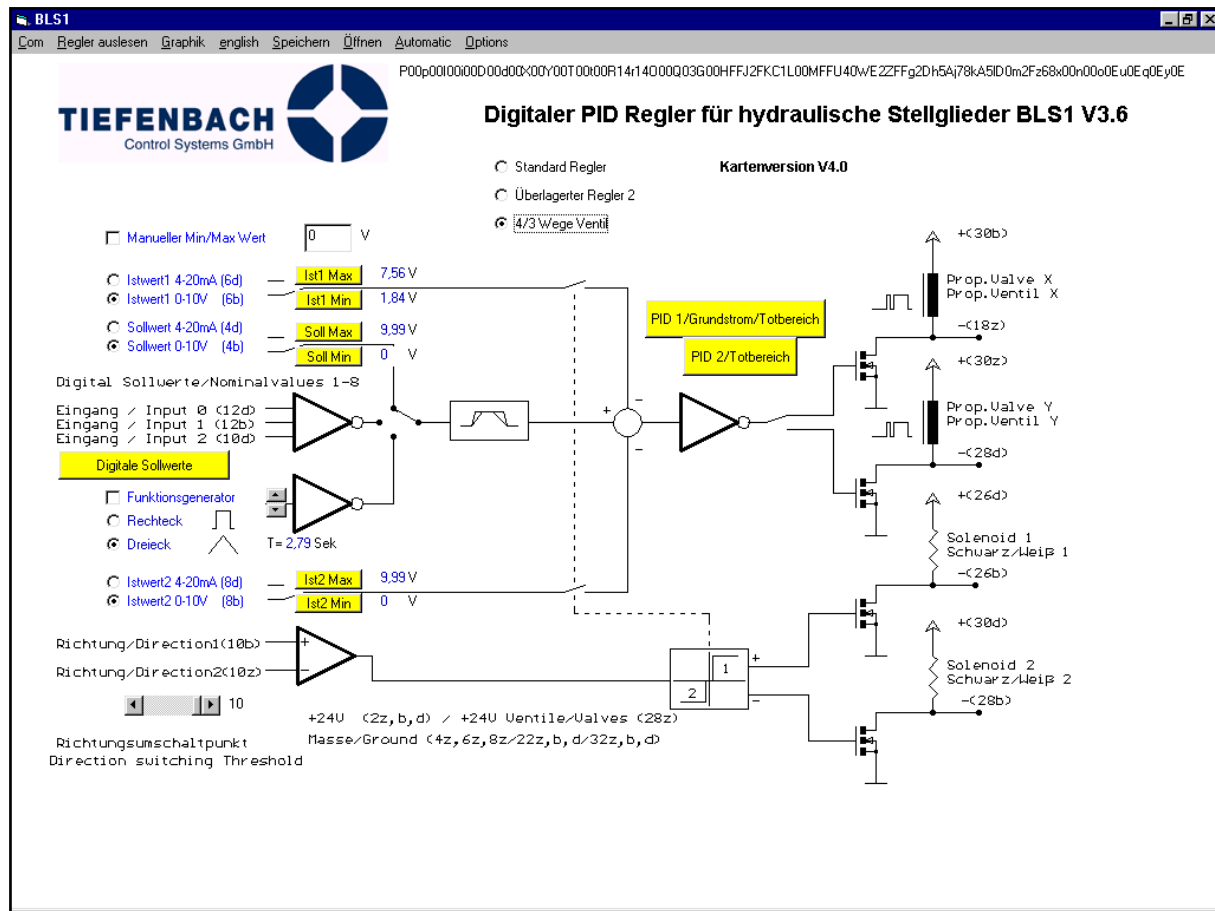 BLS1
Com Regler auslesen Graphik english Speichern Öffnen Automatic Options
P00p00I00i00D00d00X00Y00T00t00R14r14O00Q03G00HFFJ2FKC1L00MFFU40WE2ZFFg2Dh5Aj78kA5lD0m2Fz68x00n00o0Eu0Eq0Ey0E
TIEFENBACH
Control Systems GmbH
Digitaler PID Regler für hydraulische Stellglieder BLS1 V3.6
Standard Regler
Kartenversion V4.0
Überlagerter Regler 2
4/3 Wege Ventil
Manueller Min/Max Wert 0 V
Istwert1 4-20mA (6d) Ist1 Max 7,56 V
Istwert1 0-10V (6b) Ist1 Min 1,84 V
Sollwert 4-20mA (4d) Soll Max 9,99 V
Sollwert 0-10V (4b) Soll Min 0 V
Digital Sollwerte/Nominalvalues 1-8
Eingang / Input 0 (12d)
Eingang / Input 1 (12b)
Eingang / Input 2 (10d)
Digitale Sollwerte
Funktionsgenerator
Rechteck
Dreieck T= 2,79 Sek
Istwert2 4-20mA (8d) Ist2 Max 9,99 V
Istwert2 0-10V (8b) Ist2 Min 0 V
Richtung/Direction1(10b) +
Richtung/Direction2(10z) −
10
Richtungsumschaltpunkt
Direction switching Threshold
+24V (2z,b,d) / +24V Ventile/Valves (28z)
Masse/Ground (4z,6z,8z/22z,b,d/32z,b,d)
+
−
−
PID 1/Grundstrom/Totbereich
PID 2/Totbereich
1
2
+
−
+(30b)
Prop.Valve X
Prop.Ventil X
-(18z)
+(30z)
Prop.Valve Y
Prop.Ventil Y
-(28d)
+(26d)
Solenoid 1
Schwarz/Weiß 1
-(26b)
+(30d)
Solenoid 2
Schwarz/Weiß 2
-(28b)